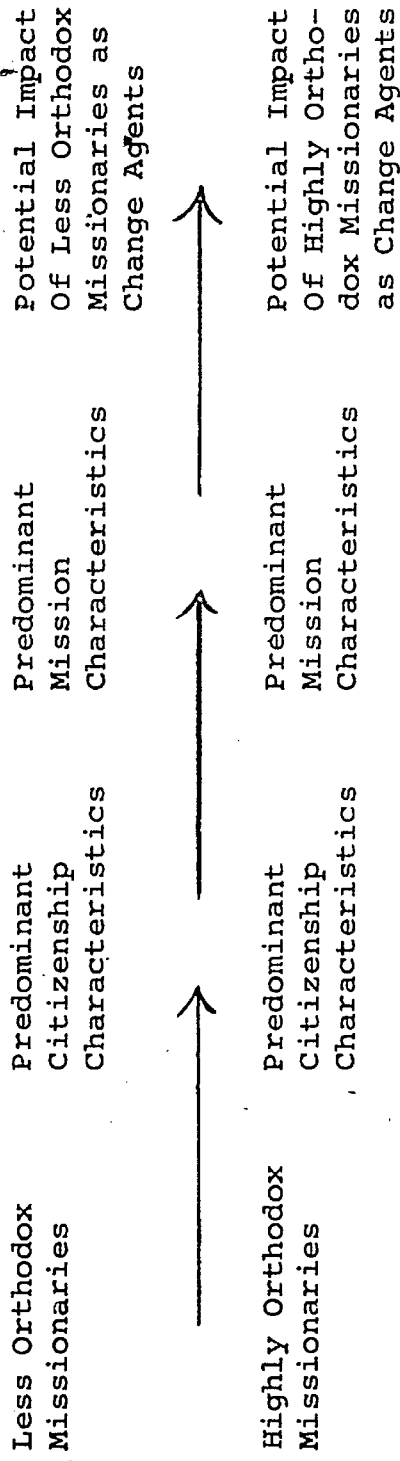 Less Orthodox
Missionaries
Predominant
Citizenship
Characteristics
Predominant
Mission
Characteristics
Potential Impact
Of Less Orthodox
Missionaries as
Change Agents
Highly Orthodox
Missionaries
Predominant
Citizenship
Characteristics
Predominant
Mission
Characteristics
Potential Impact
Of Highly Ortho-
dox Missionaries
as Change Agents